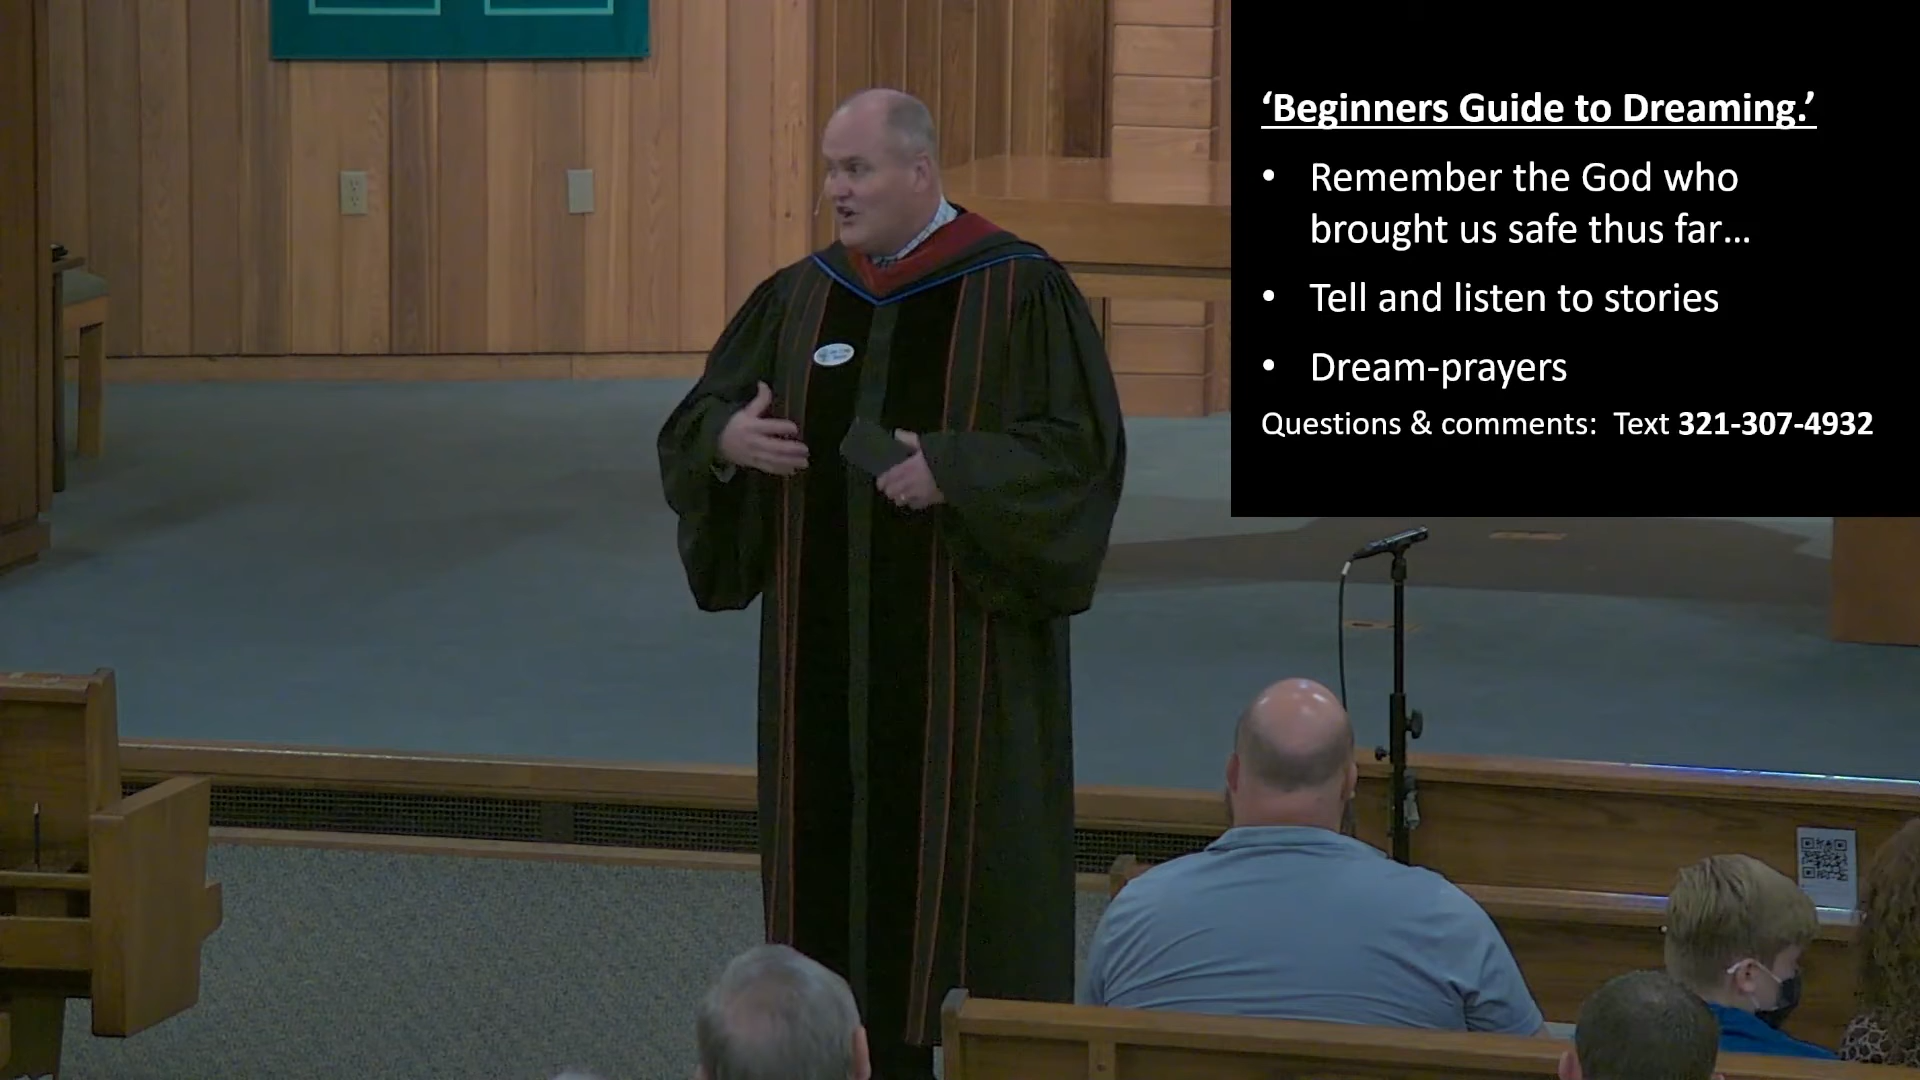 ‘Beginners Guide to Dreaming.’
• Remember the God who
brought us safe thus far…
• Tell and listen to stories
• Dream-prayers
Questions & comments: Text 321-307-4932